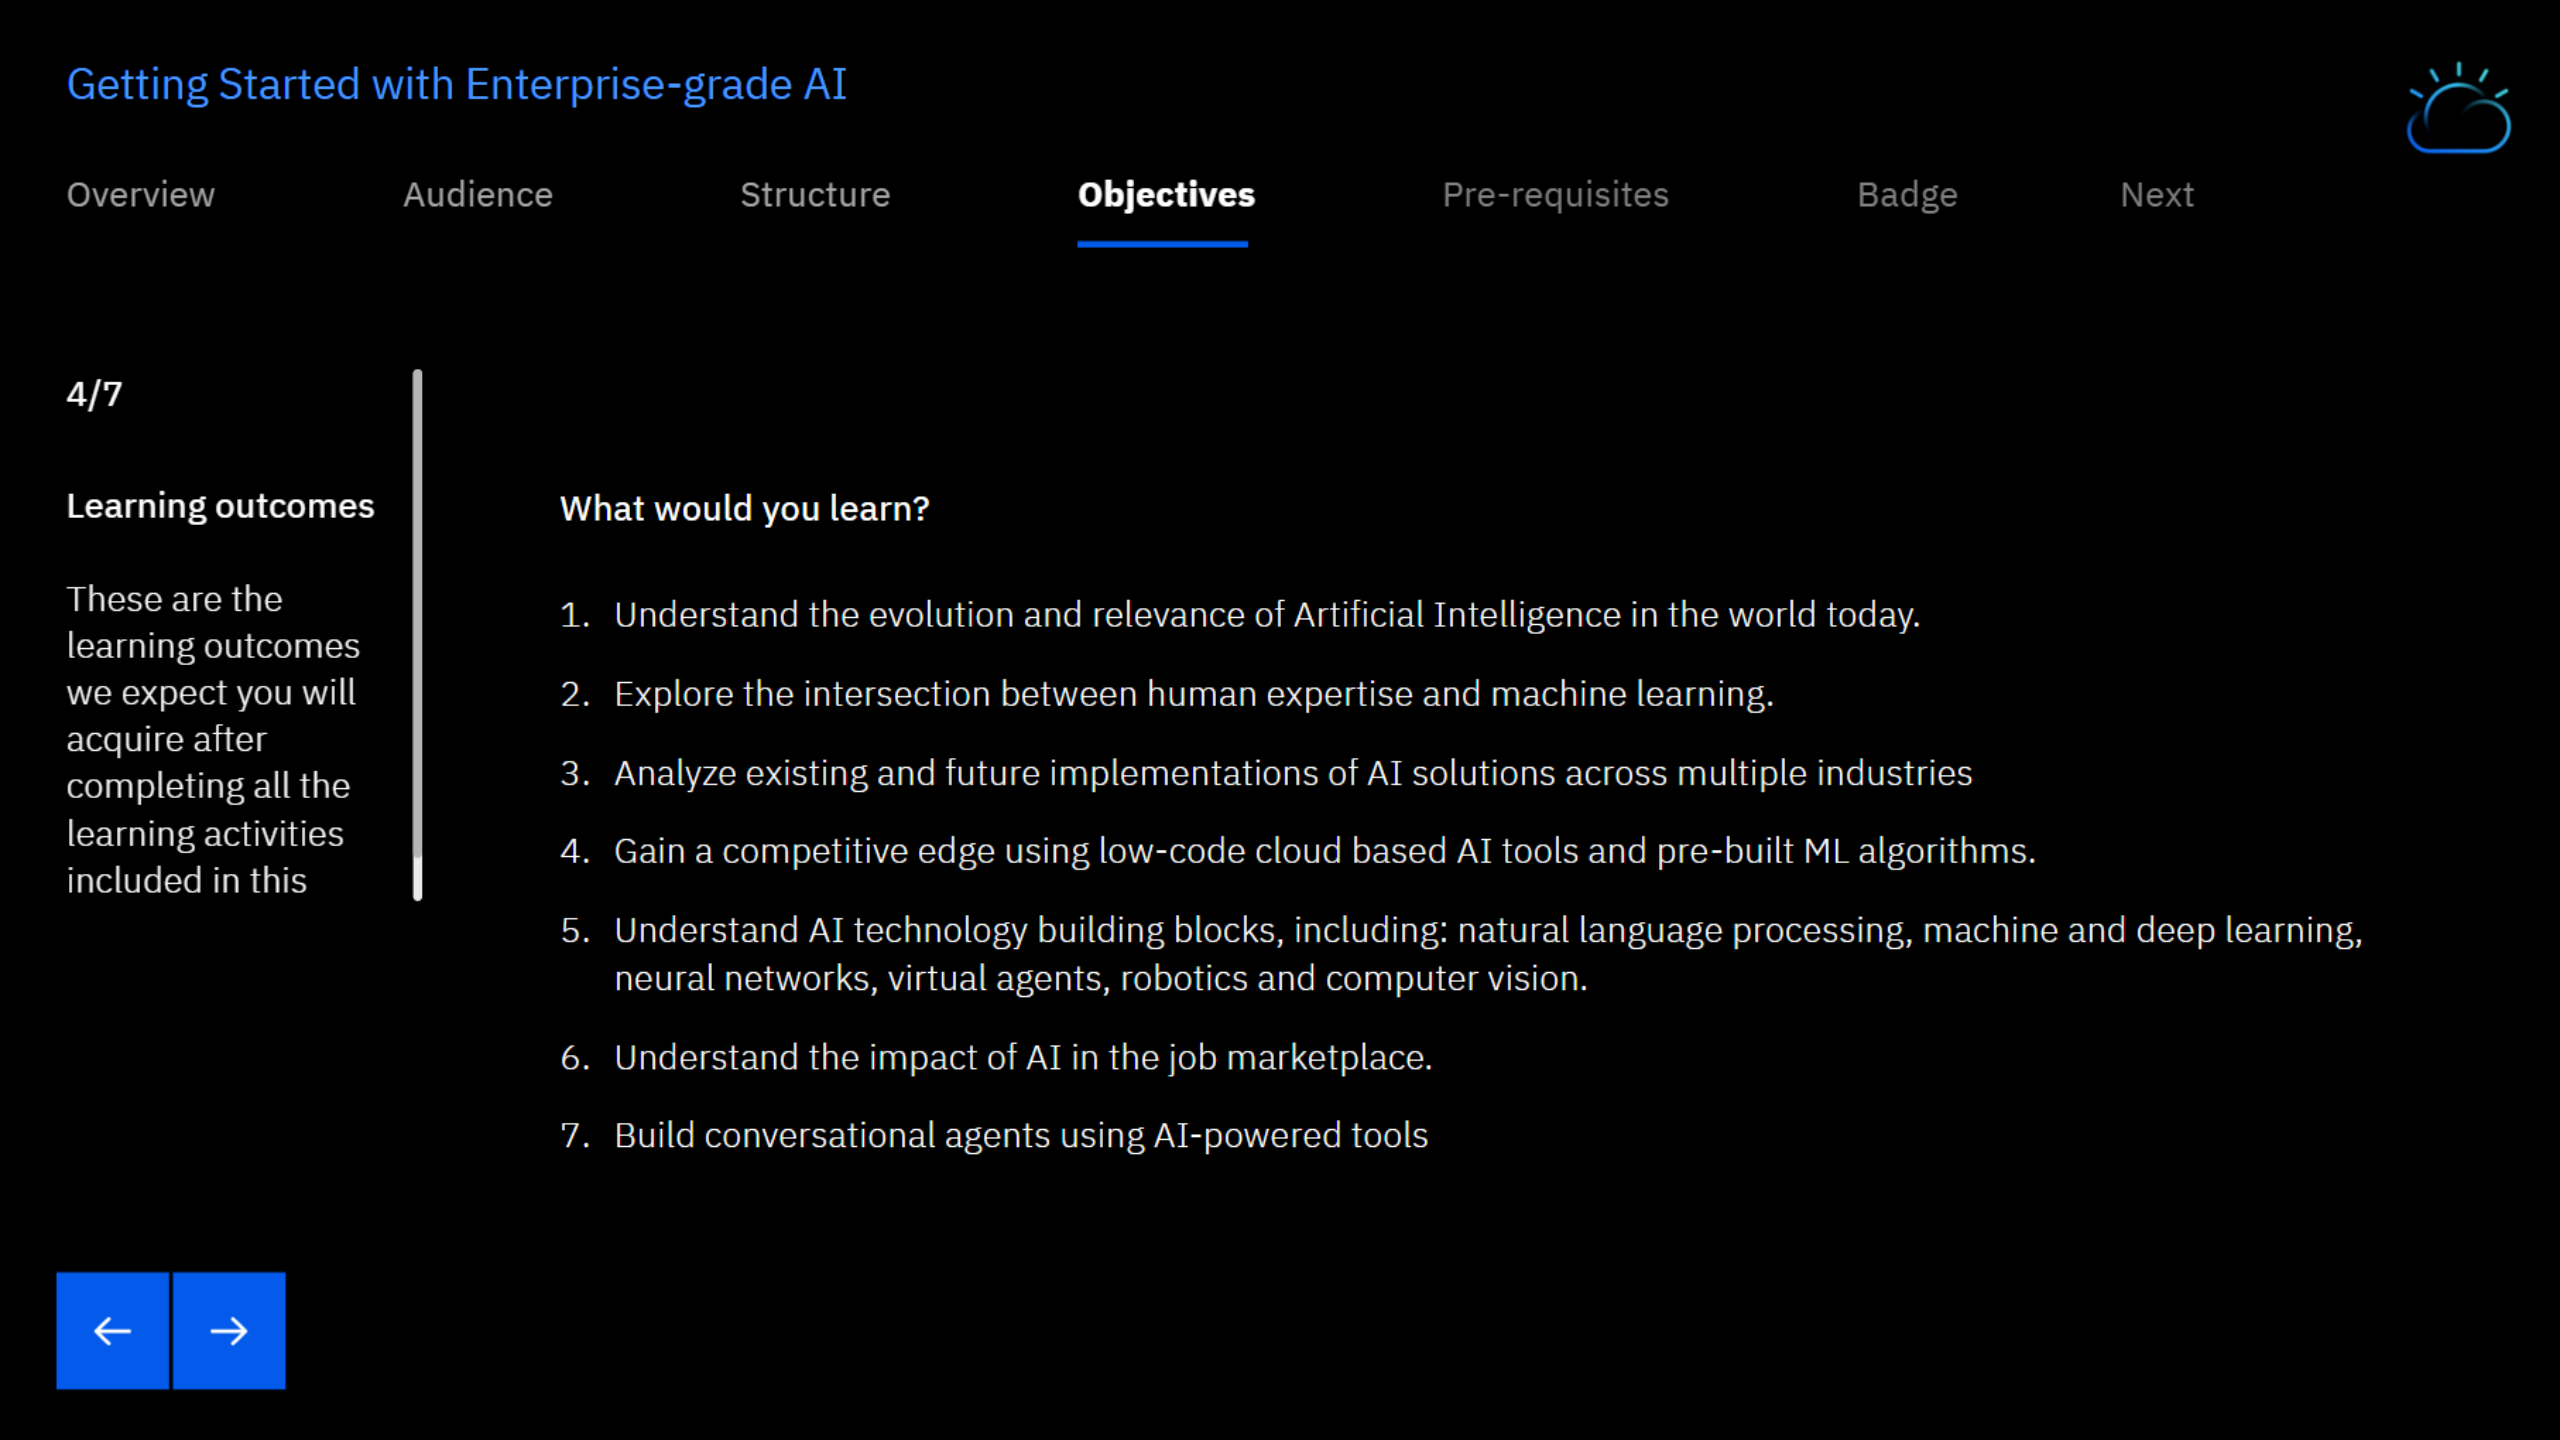 Getting Started with Enterprise-grade AI
Overview
Audience
Structure
Objectives
Pre-requisites
Badge
Next
4/7
Learning outcomes
These are the
learning outcomes
we expect you will
acquire after
completing all the
learning activities
included in this
What would you learn?
1. Understand the evolution and relevance of Artificial Intelligence in the world today.
2. Explore the intersection between human expertise and machine learning.
3. Analyze existing and future implementations of AI solutions across multiple industries
4. Gain a competitive edge using low-code cloud based AI tools and pre-built ML algorithms.
5. Understand AI technology building blocks, including: natural language processing, machine and deep learning,
neural networks, virtual agents, robotics and computer vision.
6. Understand the impact of AI in the job marketplace.
7. Build conversational agents using AI-powered tools